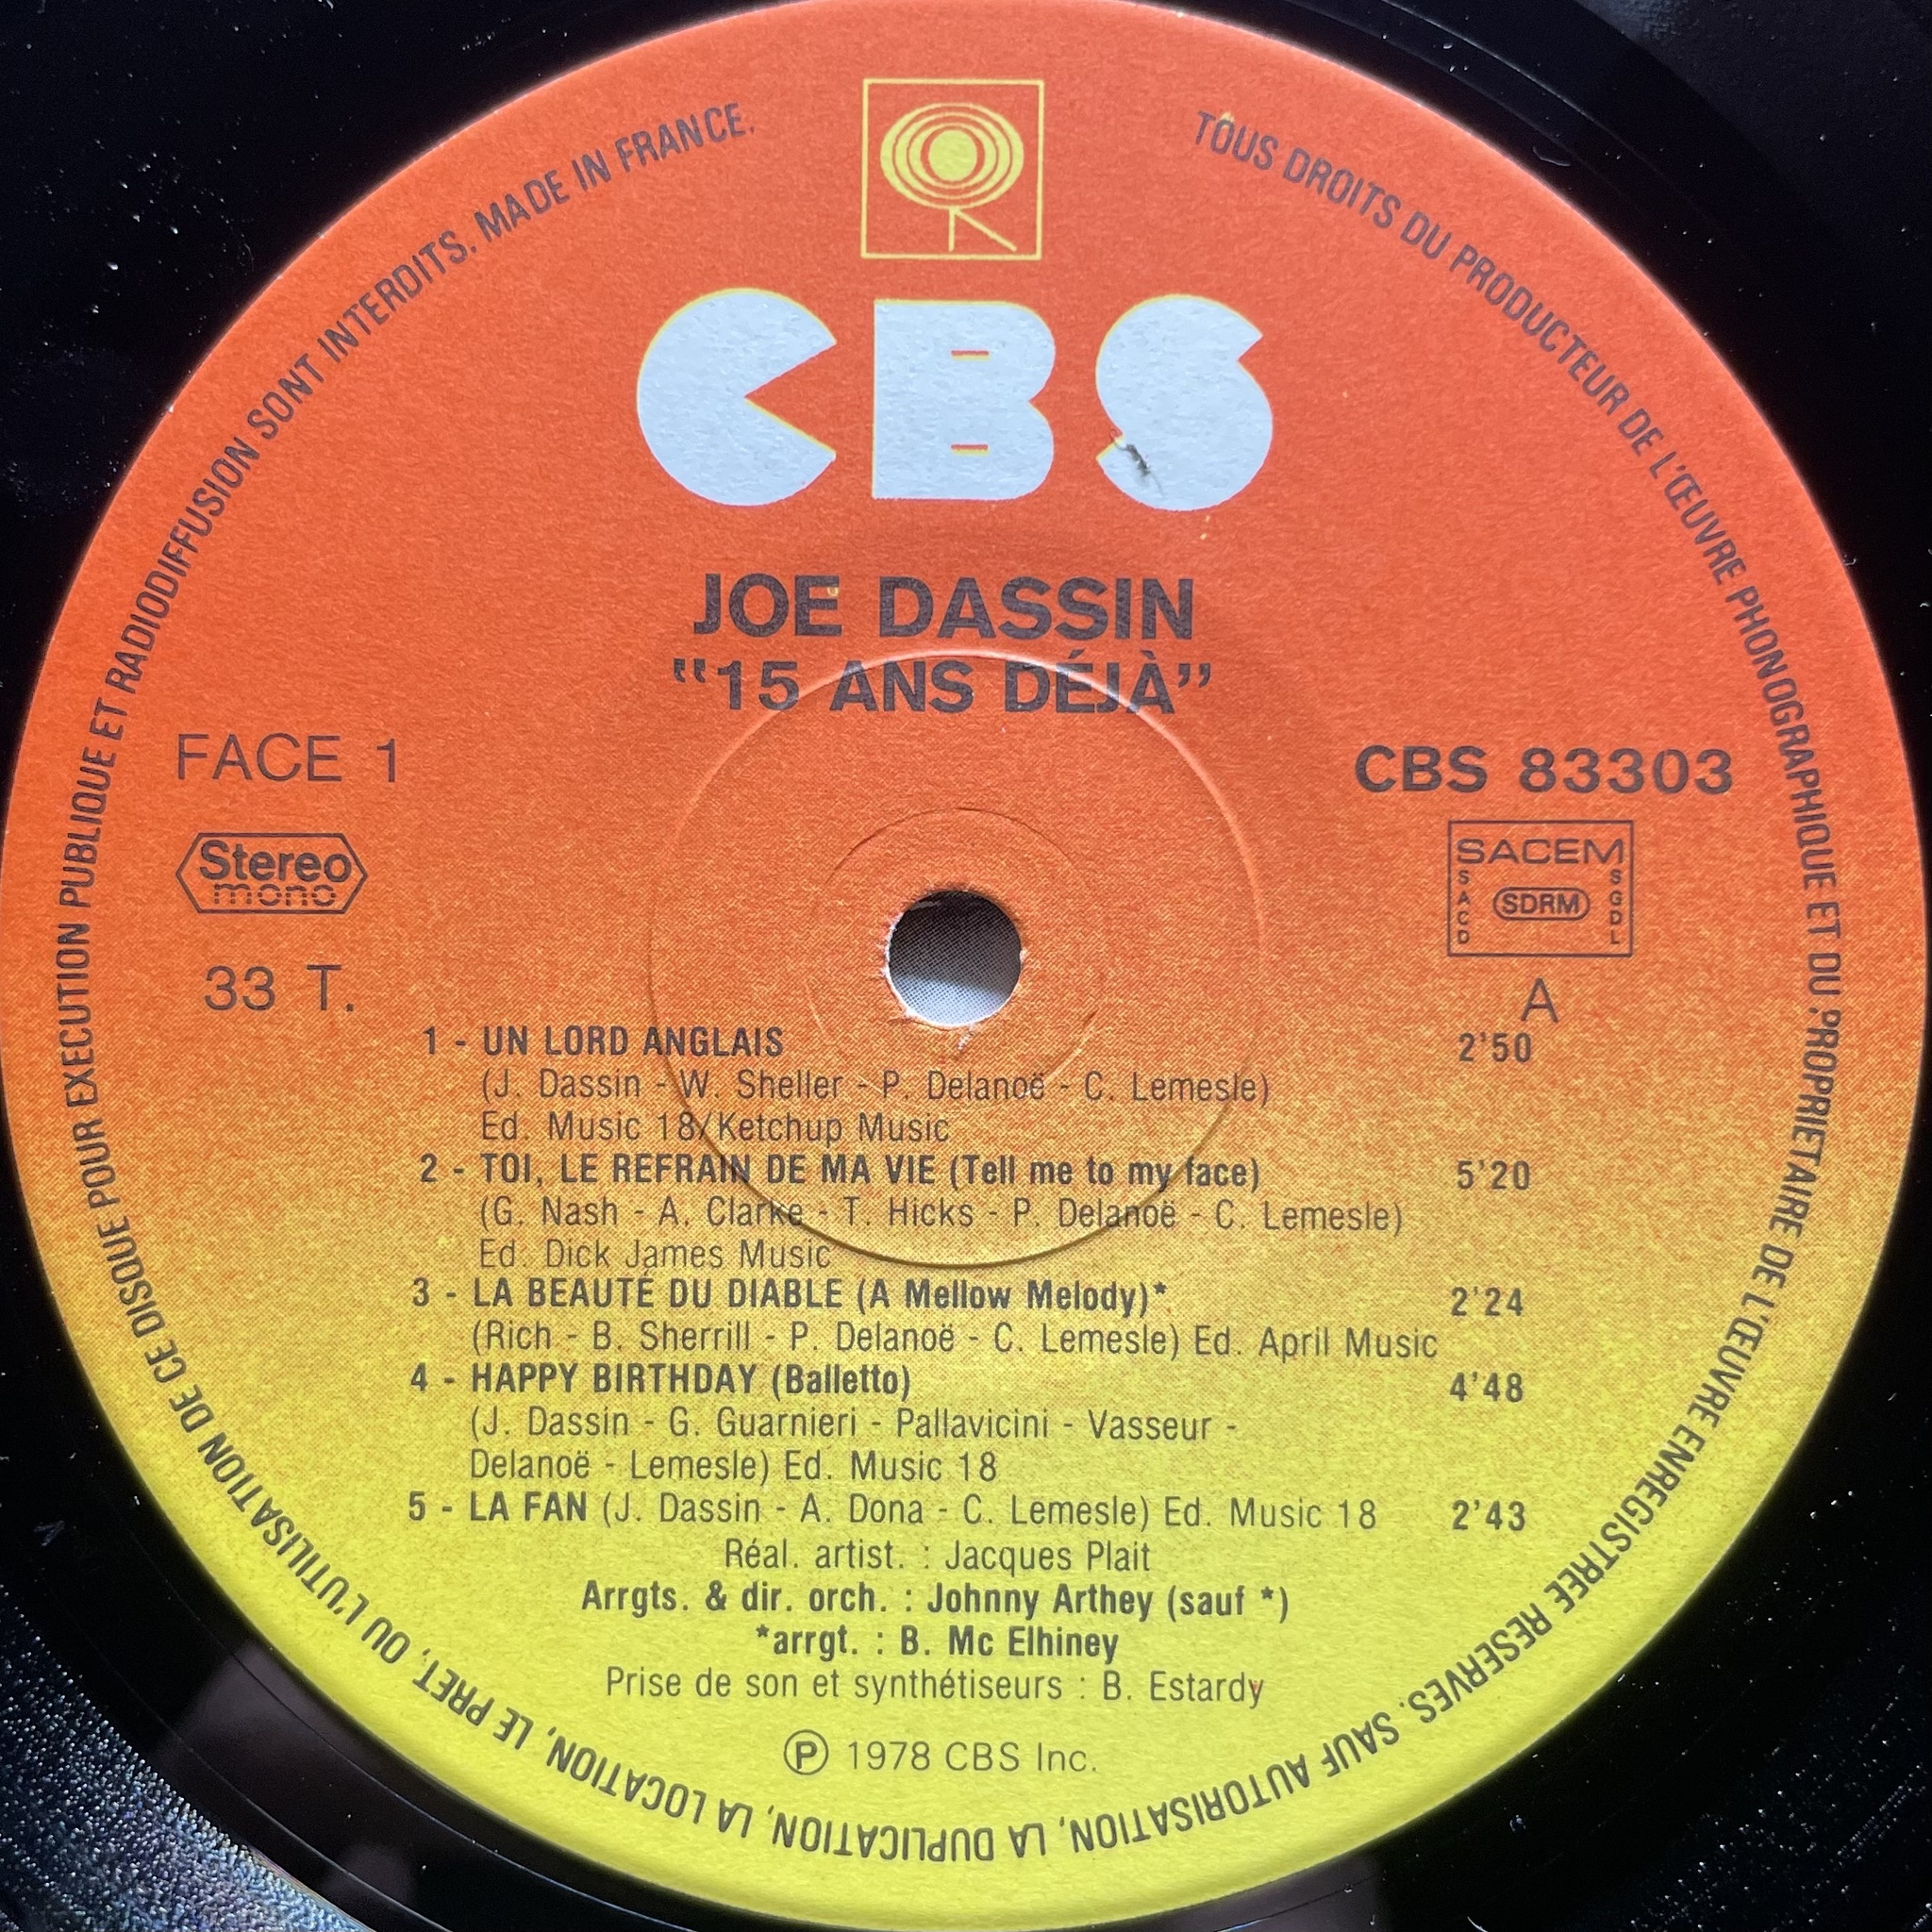 TOUS DROITS DU PRODUCTEUR DE L'ŒUVRE PHONOGRAPHIQUE ET DU PROPRIETAIRE DE L'ŒUVRE ENREGISTREE RESERVES. SAUF AUTORISATION, LA DUPLICATION, LA LOCATION, LE PRET, OU L'UTILISATION DE CE DISQUE POUR EXECUTION PUBLIQUE ET RADIODIFFUSION SONT INTERDITS. MADE IN FRANCE.
CBS
JOE DASSIN
"15 ANS DÉJÀ"
FACE 1
CBS 83303
Stereo
mono
SACEM
SACD
SDRM
SGDL
33 T.
A
1 - UN LORD ANGLAIS 2'50
(J. Dassin - W. Sheller - P. Delanoë - C. Lemesle)
Ed. Music 18/Ketchup Music
2 - TOI, LE REFRAIN DE MA VIE (Tell me to my face) 5'20
(G. Nash - A. Clarke - T. Hicks - P. Delanoë - C. Lemesle)
Ed. Dick James Music
3 - LA BEAUTÉ DU DIABLE (A Mellow Melody)* 2'24
(Rich - B. Sherrill - P. Delanoë - C. Lemesle) Ed. April Music
4 - HAPPY BIRTHDAY (Balletto) 4'48
(J. Dassin - G. Guarnieri - Pallavicini - Vasseur -
Delanoë - Lemesle) Ed. Music 18
5 - LA FAN (J. Dassin - A. Dona - C. Lemesle) Ed. Music 18 2'43
Réal. artist. : Jacques Plait
Arrgts. & dir. orch. : Johnny Arthey (sauf *)
*arrgt. : B. Mc Elhiney
Prise de son et synthétiseurs : B. Estardy
℗ 1978 CBS Inc.